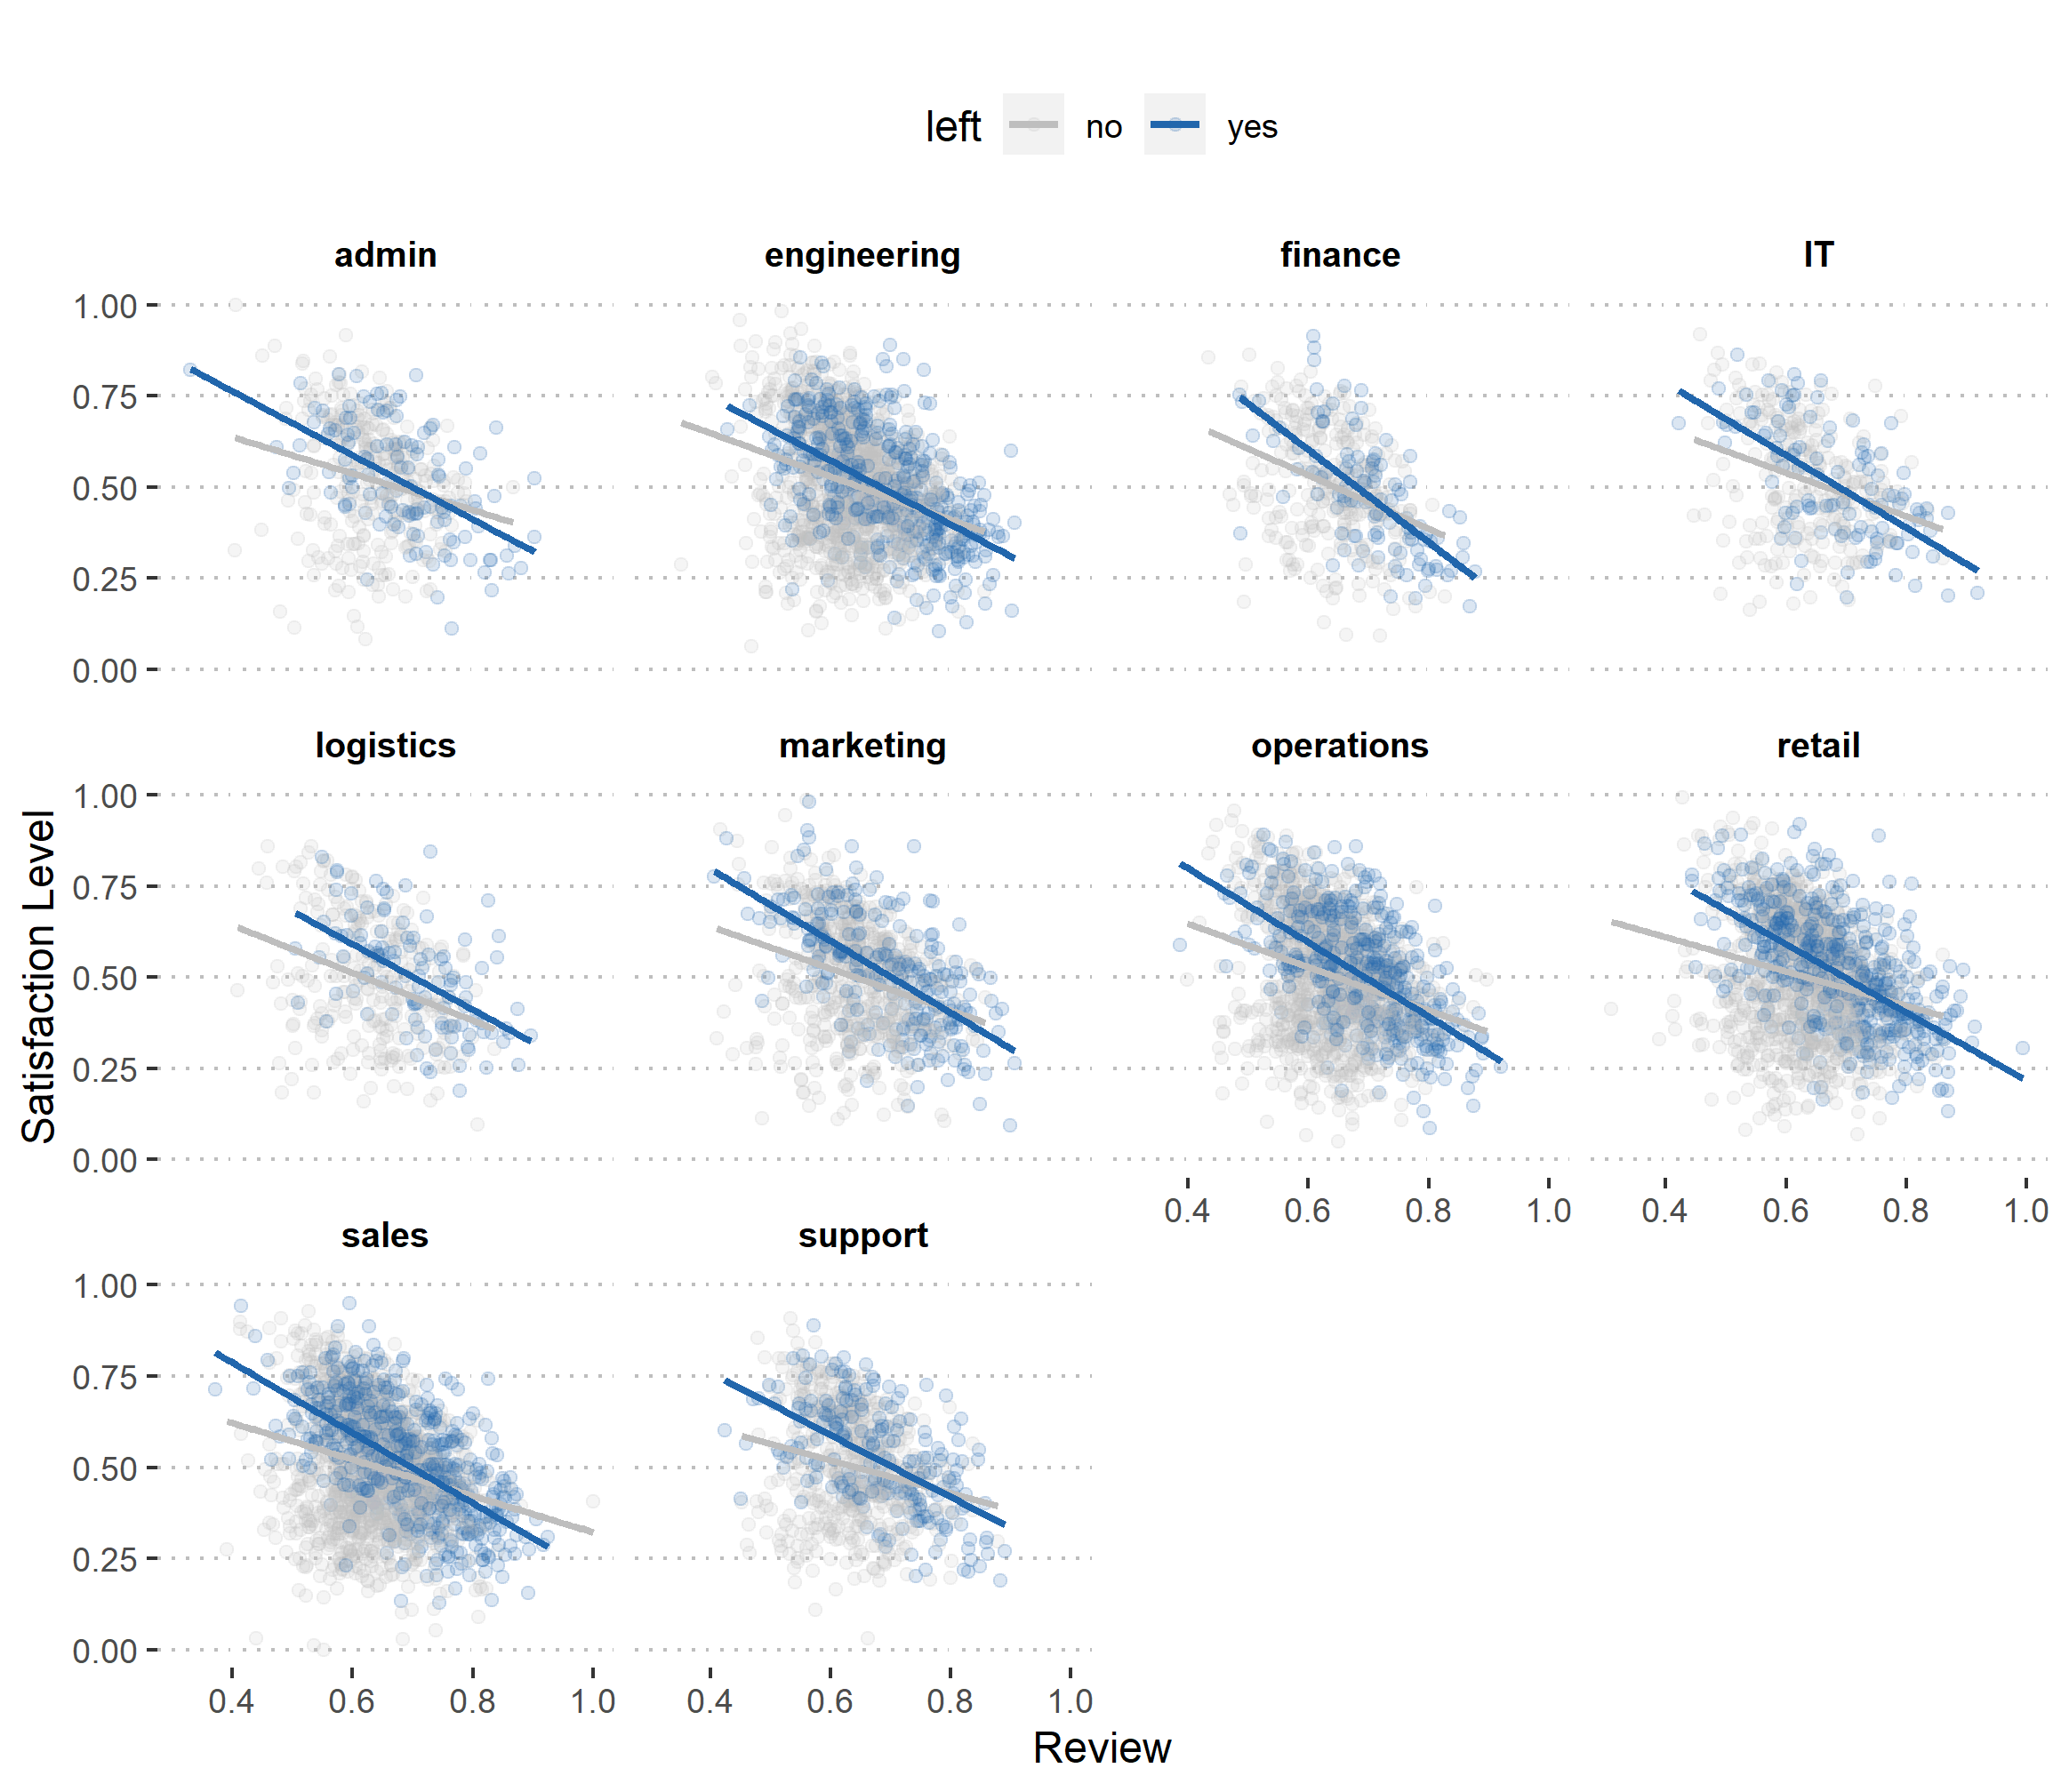 left no yes
admin engineering finance IT
1.00
0.75
0.50
0.25
0.00
logistics marketing operations retail
1.00
0.75
0.50
0.25
0.00
Satisfaction Level
0.4 0.6 0.8 1.0 0.4 0.6 0.8 1.0
sales support
1.00
0.75
0.50
0.25
0.00
0.4 0.6 0.8 1.0 0.4 0.6 0.8 1.0
Review